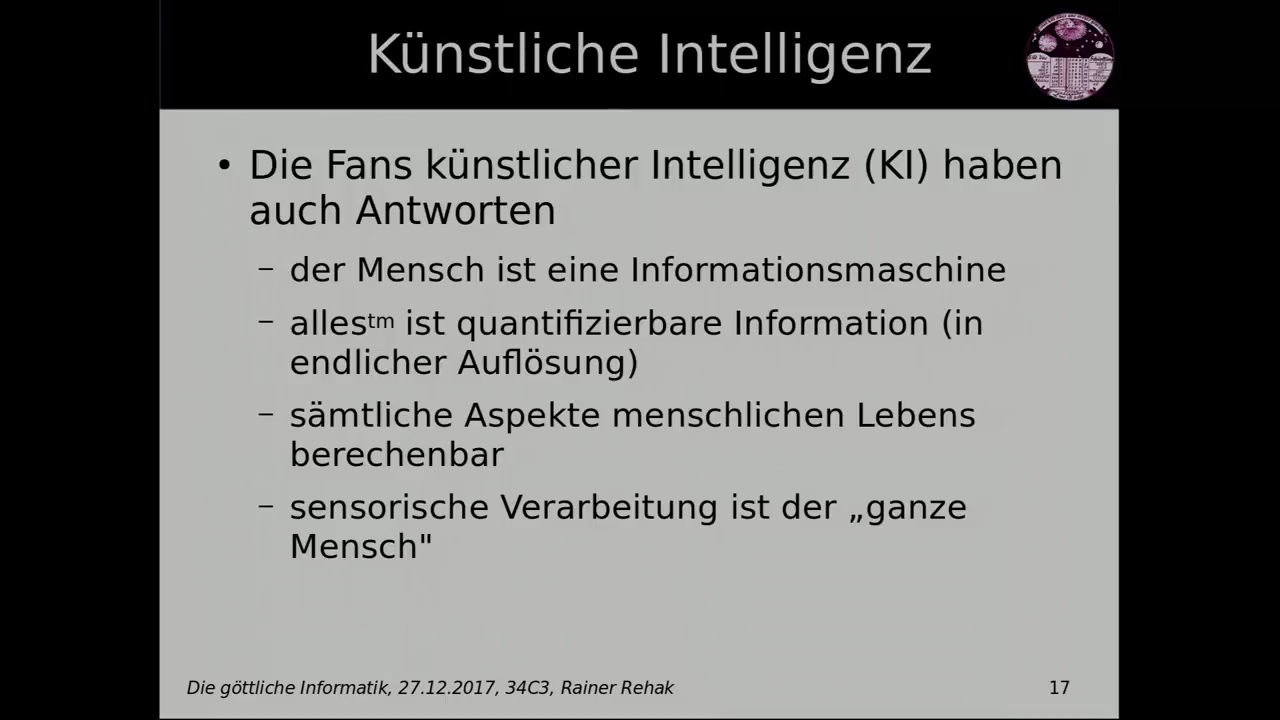 Künstliche Intelligenz
• Die Fans künstlicher Intelligenz (KI) haben
auch Antworten
– der Mensch ist eine Informationsmaschine
– alles™ ist quantifizierbare Information (in
endlicher Auflösung)
– sämtliche Aspekte menschlichen Lebens
berechenbar
– sensorische Verarbeitung ist der „ganze
Mensch"
Die göttliche Informatik, 27.12.2017, 34C3, Rainer Rehak
17